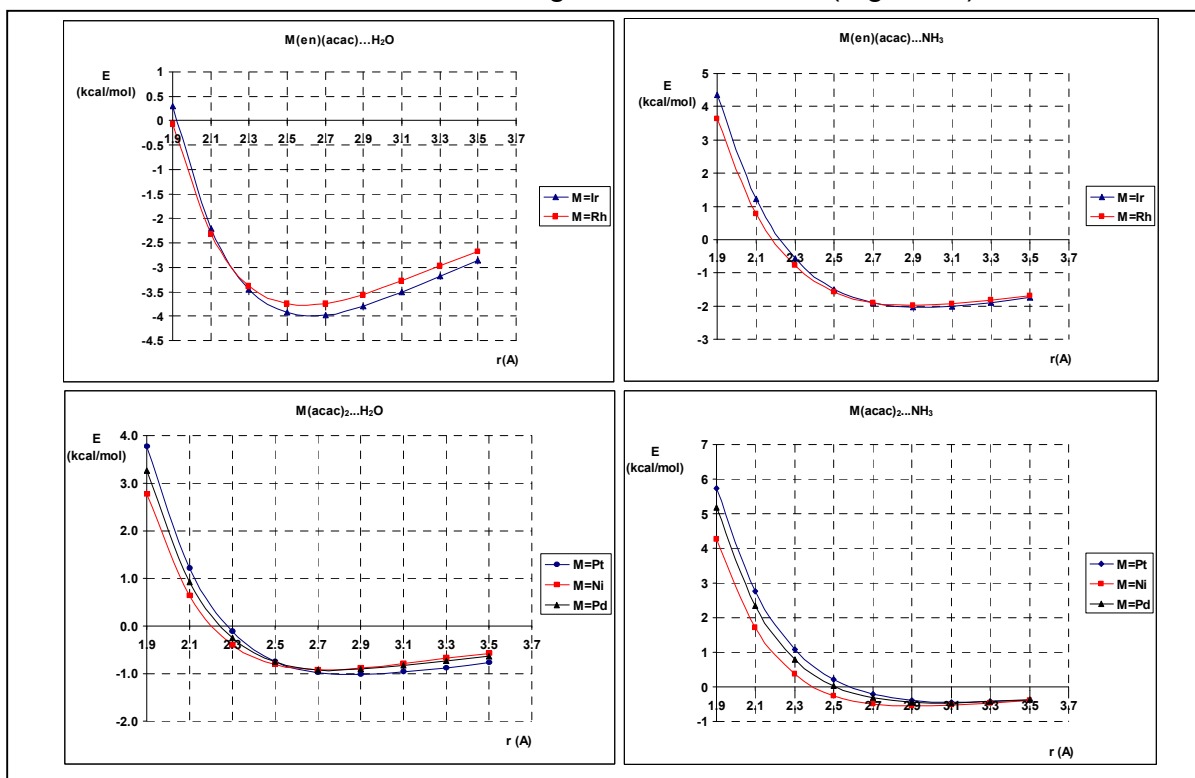 M(en)(acac)...H₂O
E
(kcal/mol)
1
0.5
0
-0.5
-1
-1.5
-2
-2.5
-3
-3.5
-4
-4.5
1.9 2.1 2.3 2.5 2.7 2.9 3.1 3.3 3.5 3.7
r(A)
M=Ir
M=Rh
M(en)(acac)...NH₃
E
(kcal/mol)
5
4
3
2
1
0
-1
-2
-3
1.9 2.1 2.3 2.5 2.7 2.9 3.1 3.3 3.5 3.7
r(A)
M=Ir
M=Rh
M(acac)₂...H₂O
E
(kcal/mol)
4.0
3.0
2.0
1.0
0.0
-1.0
-2.0
1.9 2.1 2.3 2.5 2.7 2.9 3.1 3.3 3.5 3.7
r (A)
M=Pt
M=Ni
M=Pd
M(acac)₂...NH₃
E
(kcal/mol)
7
6
5
4
3
2
1
0
-1
1.9 2.1 2.3 2.5 2.7 2.9 3.1 3.3 3.5 3.7
r (A)
M=Pt
M=Ni
M=Pd